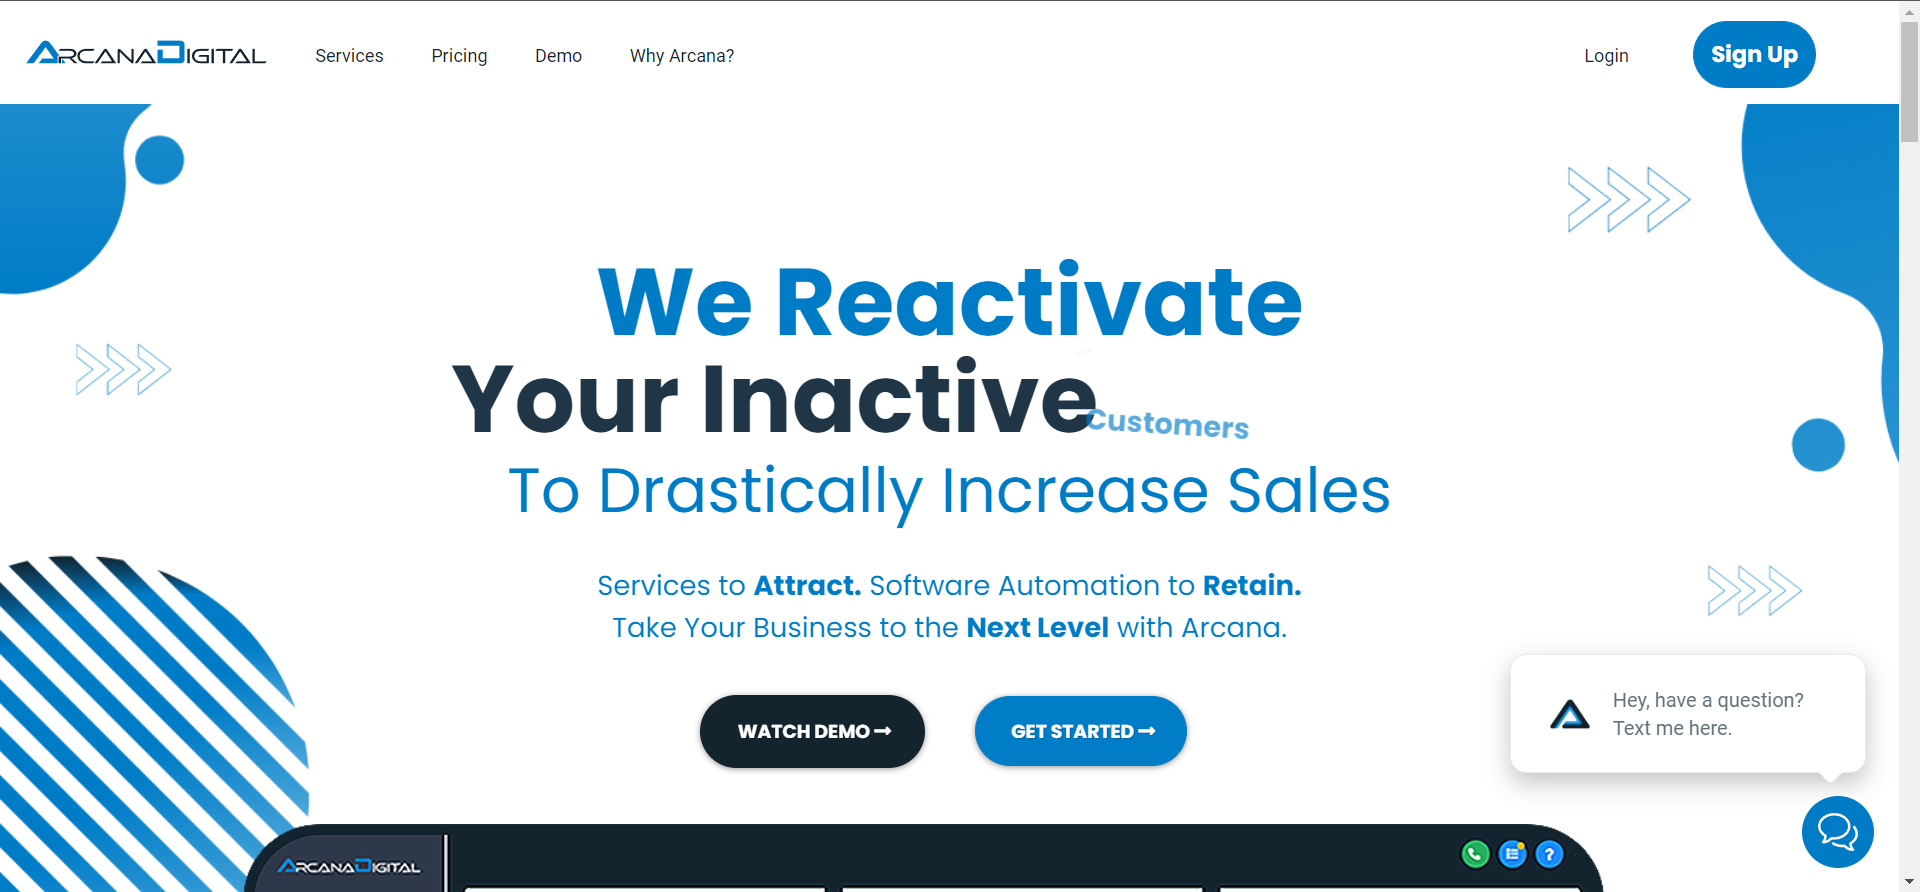 ARCANADIGITAL
Services
Pricing
Demo
Why Arcana?
Login
Sign Up
We Reactivate
Your Inactive
Customers
To Drastically Increase Sales
Services to Attract. Software Automation to Retain.
Take Your Business to the Next Level with Arcana.
WATCH DEMO
GET STARTED
Hey, have a question?
Text me here.
ARCANADIGITAL
?